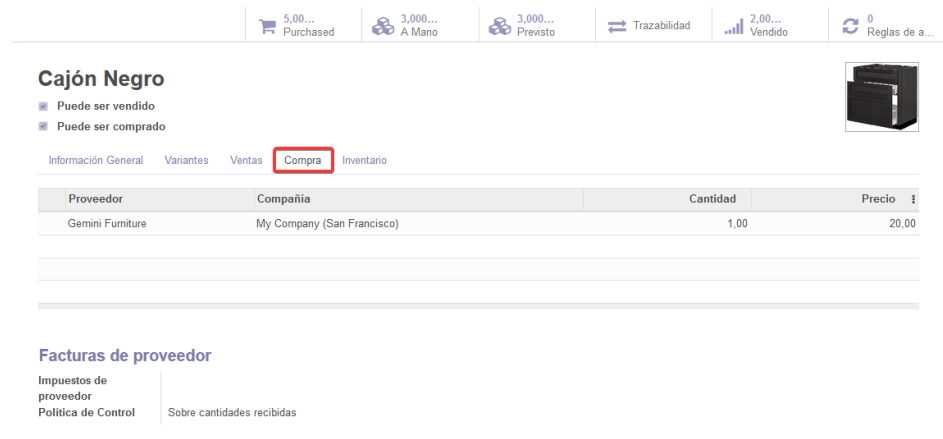 5,00...
Purchased
3,000...
A Mano
3,000...
Previsto
Trazabilidad
2,00...
Vendido
0
Reglas de a...
Cajón Negro
Puede ser vendido
Puede ser comprado
Información General Variantes Ventas Compra Inventario
Proveedor Compañía Cantidad Precio
Gemini Furniture My Company (San Francisco) 1,00 20,00
Facturas de proveedor
Impuestos de
proveedor
Política de Control Sobre cantidades recibidas